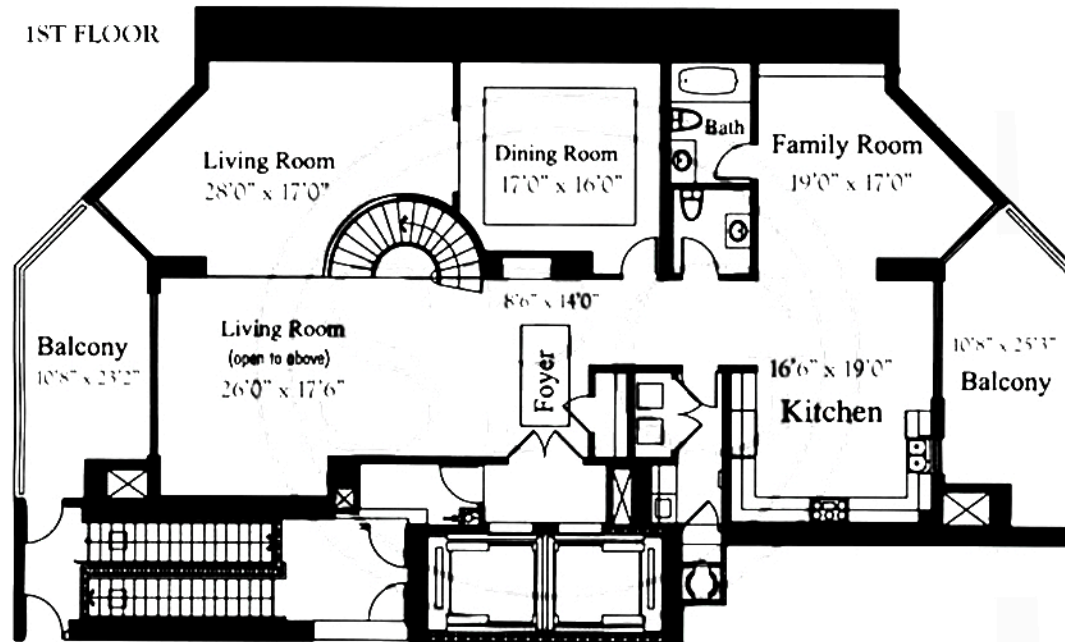 1ST FLOOR
Living Room
28'0" x 17'0"
Dining Room
17'0" x 16'0"
Bath
Family Room
19'0" x 17'0"
8'6" x 14'0"
Living Room
(open to above)
26'0" x 17'6"
Foyer
Balcony
10'8" x 23'2"
16'6" x 19'0"
Kitchen
10'8" x 25'3"
Balcony